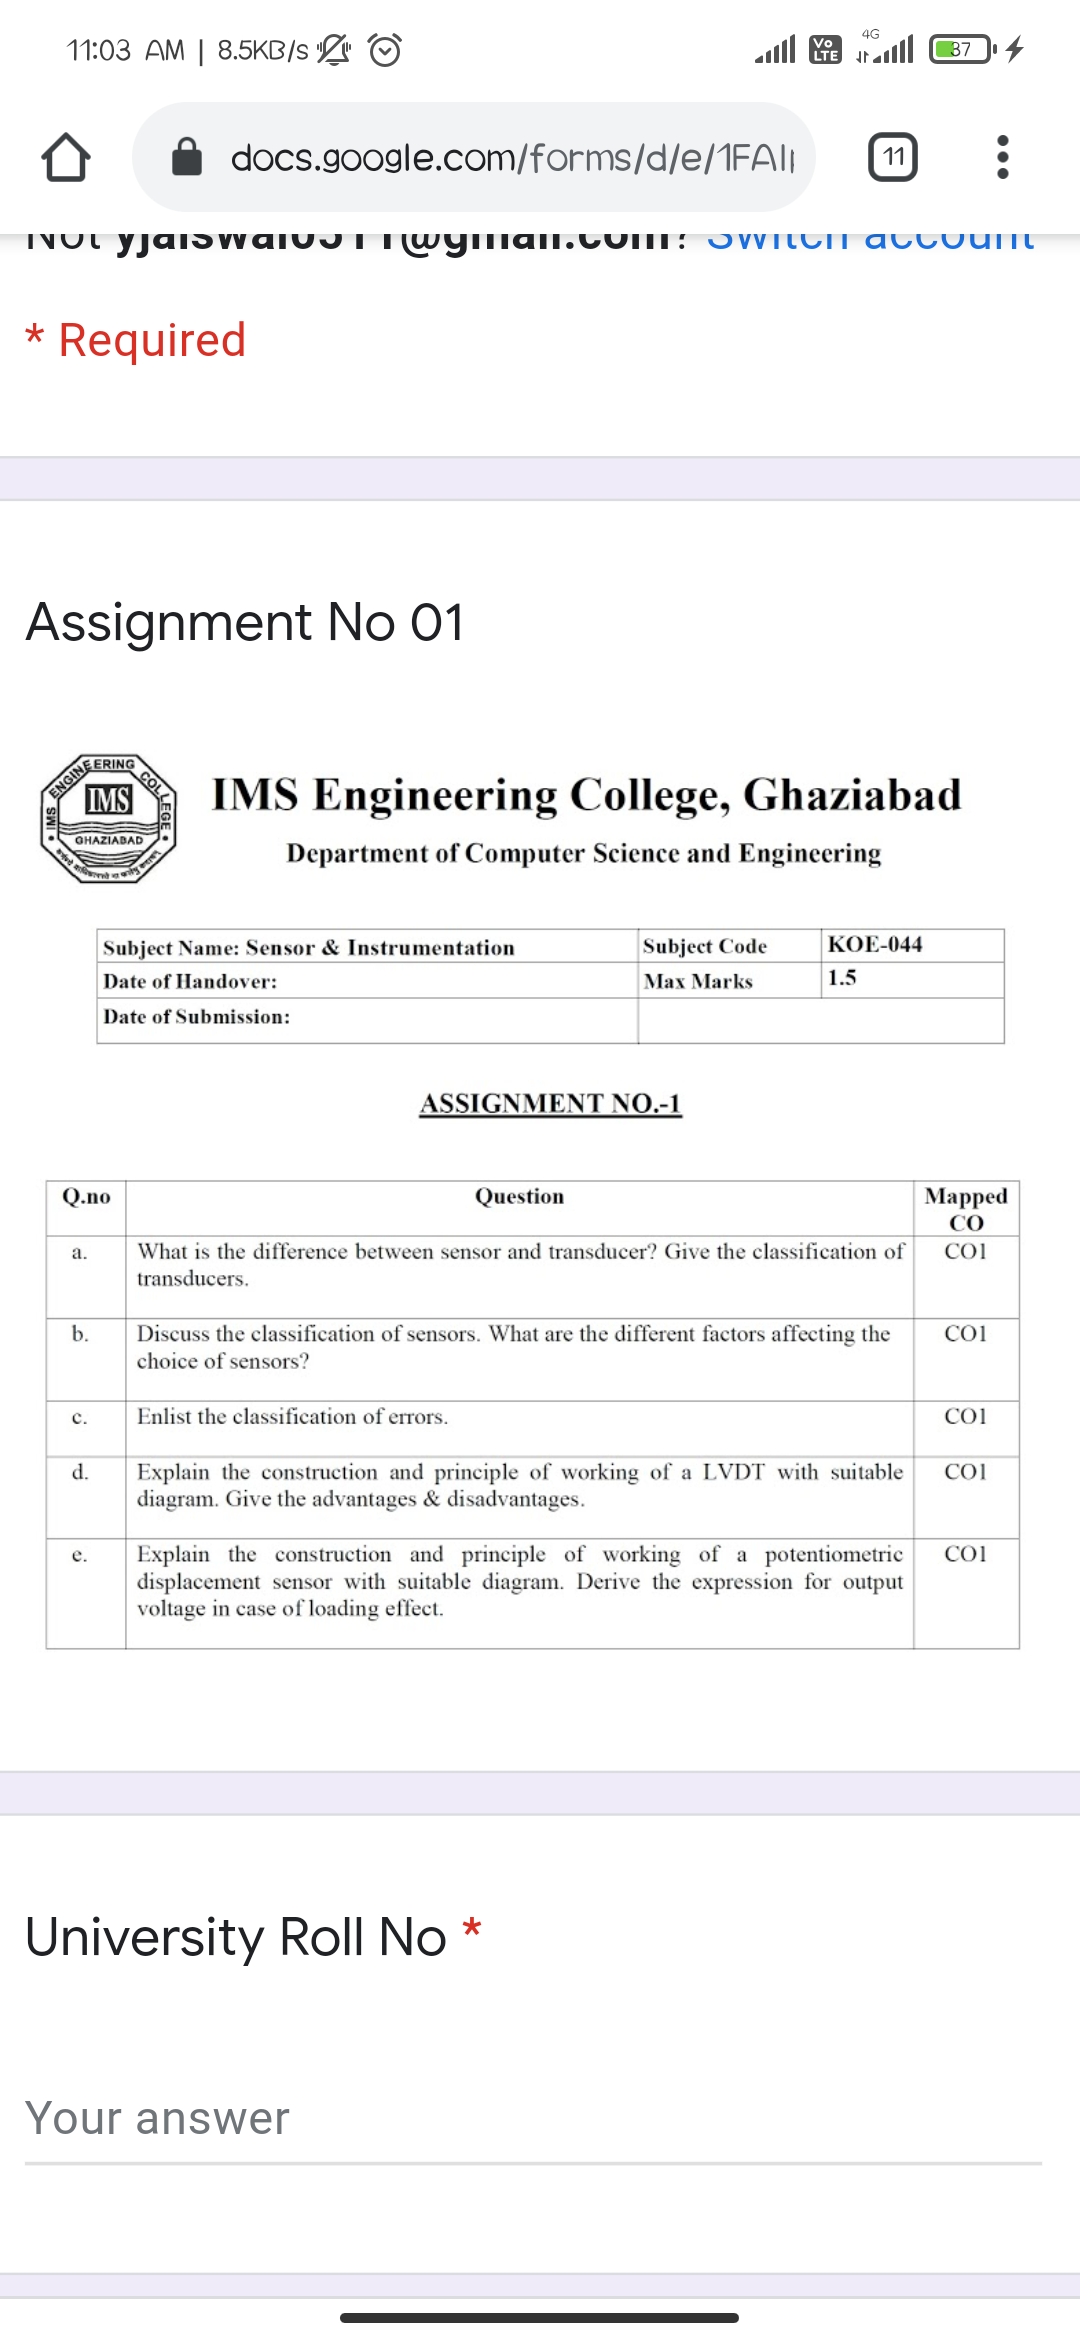 11:03 AM | 8.5KB/s
Vo LTE 4G 37
docs.google.com/forms/d/e/1FAI
11
Not Switch account
* Required
Assignment No 01
IMS ENGINEERING COLLEGE
IMS
GHAZIABAD
IMS Engineering College, Ghaziabad
Department of Computer Science and Engineering
Subject Name: Sensor & Instrumentation Subject Code KOE-044
Date of Handover: Max Marks 1.5
Date of Submission:
ASSIGNMENT NO.-1
Q.no Question Mapped
CO
a. What is the difference between sensor and transducer? Give the classification of CO1
transducers.
b. Discuss the classification of sensors. What are the different factors affecting the CO1
choice of sensors?
c. Enlist the classification of errors. CO1
d. Explain the construction and principle of working of a LVDT with suitable CO1
diagram. Give the advantages & disadvantages.
e. Explain the construction and principle of working of a potentiometric CO1
displacement sensor with suitable diagram. Derive the expression for output
voltage in case of loading effect.
University Roll No *
Your answer